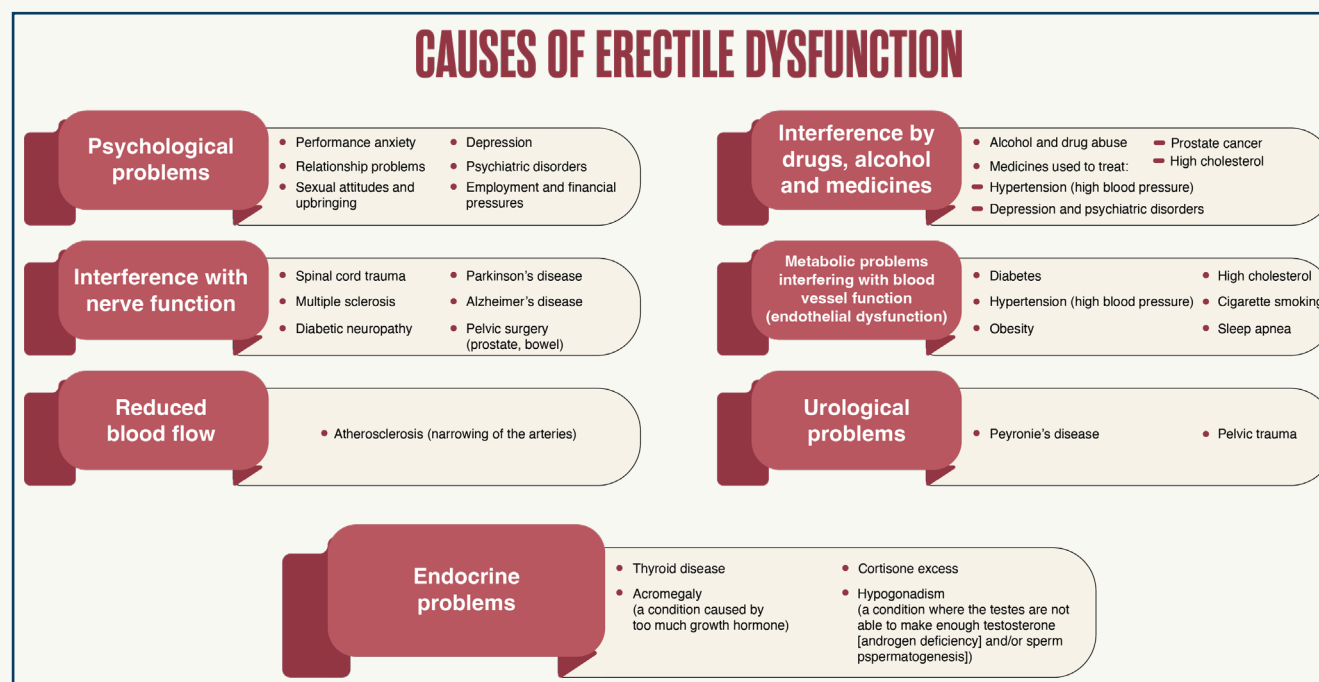 CAUSES OF ERECTILE DYSFUNCTION
Psychological
problems
Performance anxiety
Relationship problems
Sexual attitudes and
upbringing
Depression
Psychiatric disorders
Employment and financial
pressures
Interference by
drugs, alcohol
and medicines
Alcohol and drug abuse
Medicines used to treat:
Hypertension (high blood pressure)
Depression and psychiatric disorders
Prostate cancer
High cholesterol
Interference with
nerve function
Spinal cord trauma
Multiple sclerosis
Diabetic neuropathy
Parkinson's disease
Alzheimer's disease
Pelvic surgery
(prostate, bowel)
Metabolic problems
interfering with blood
vessel function
(endothelial dysfunction)
Diabetes
Hypertension (high blood pressure)
Obesity
High cholesterol
Cigarette smoking
Sleep apnea
Reduced
blood flow
Atherosclerosis (narrowing of the arteries)
Urological
problems
Peyronie's disease
Pelvic trauma
Endocrine
problems
Thyroid disease
Acromegaly
(a condition caused by
too much growth hormone)
Cortisone excess
Hypogonadism
(a condition where the testes are not
able to make enough testosterone
[androgen deficiency] and/or sperm
pspermatogenesis])